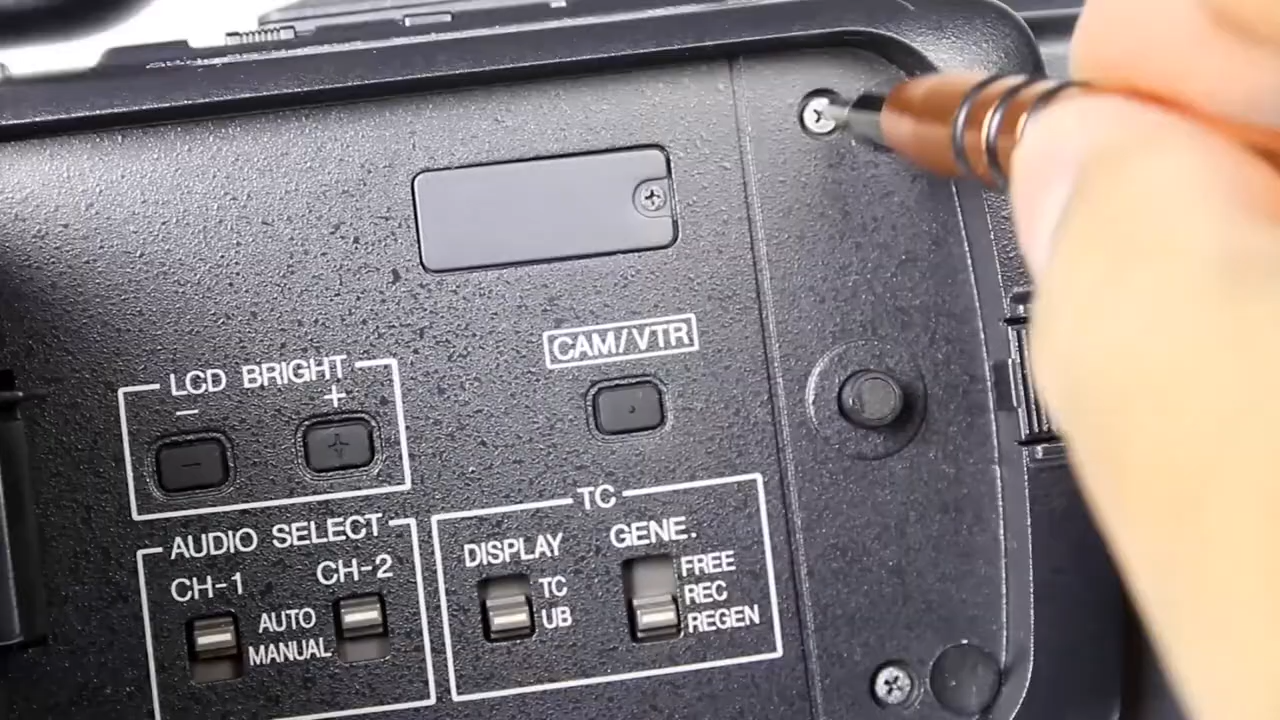 CAM/VTR
LCD BRIGHT
- +
AUDIO SELECT
CH-1 CH-2
AUTO
MANUAL
TC
DISPLAY GENE.
TC
UB
FREE
REC
REGEN